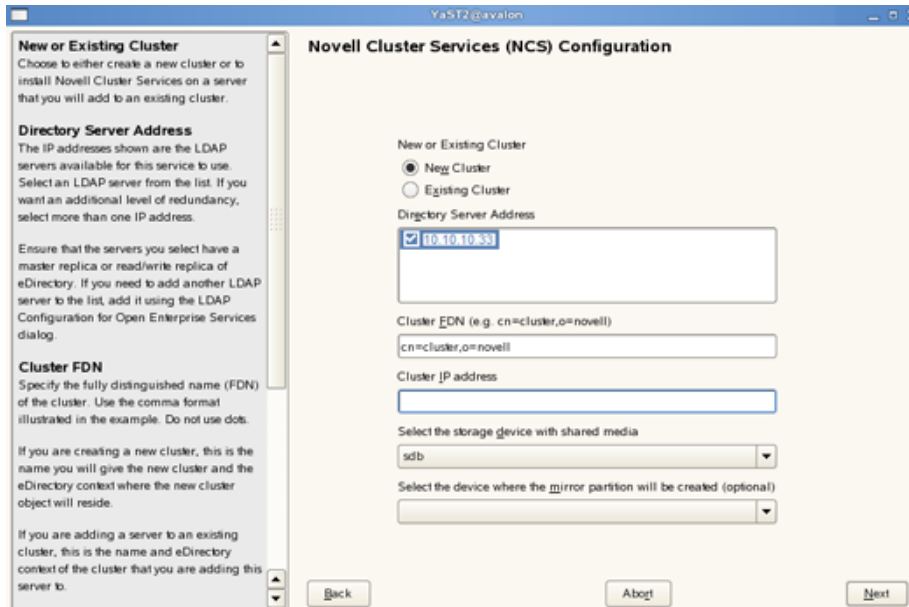 YaST2@avalon
New or Existing Cluster
Choose to either create a new cluster or to
install Novell Cluster Services on a server
that you will add to an existing cluster.
Directory Server Address
The IP addresses shown are the LDAP
servers available for this service to use.
Select an LDAP server from the list. If you
want an additional level of redundancy,
select more than one IP address.
Ensure that the servers you select have a
master replica or read/write replica of
eDirectory. If you need to add another LDAP
server to the list, add it using the LDAP
Configuration for Open Enterprise Services
dialog.
Cluster FDN
Specify the fully distinguished name (FDN)
of the cluster. Use the comma format
illustrated in the example. Do not use dots.
If you are creating a new cluster, this is the
name you will give the new cluster and the
eDirectory context where the new cluster
object will reside.
If you are adding a server to an existing
cluster, this is the name and eDirectory
context of the cluster that you are adding this
server to.
Novell Cluster Services (NCS) Configuration
New or Existing Cluster
New Cluster
Existing Cluster
Directory Server Address
10.10.10.33
Cluster FDN (e.g. cn=cluster,o=novell)
cn=cluster,o=novell
Cluster IP address
Select the storage device with shared media
sdb
Select the device where the mirror partition will be created (optional)
Back
Abort
Next